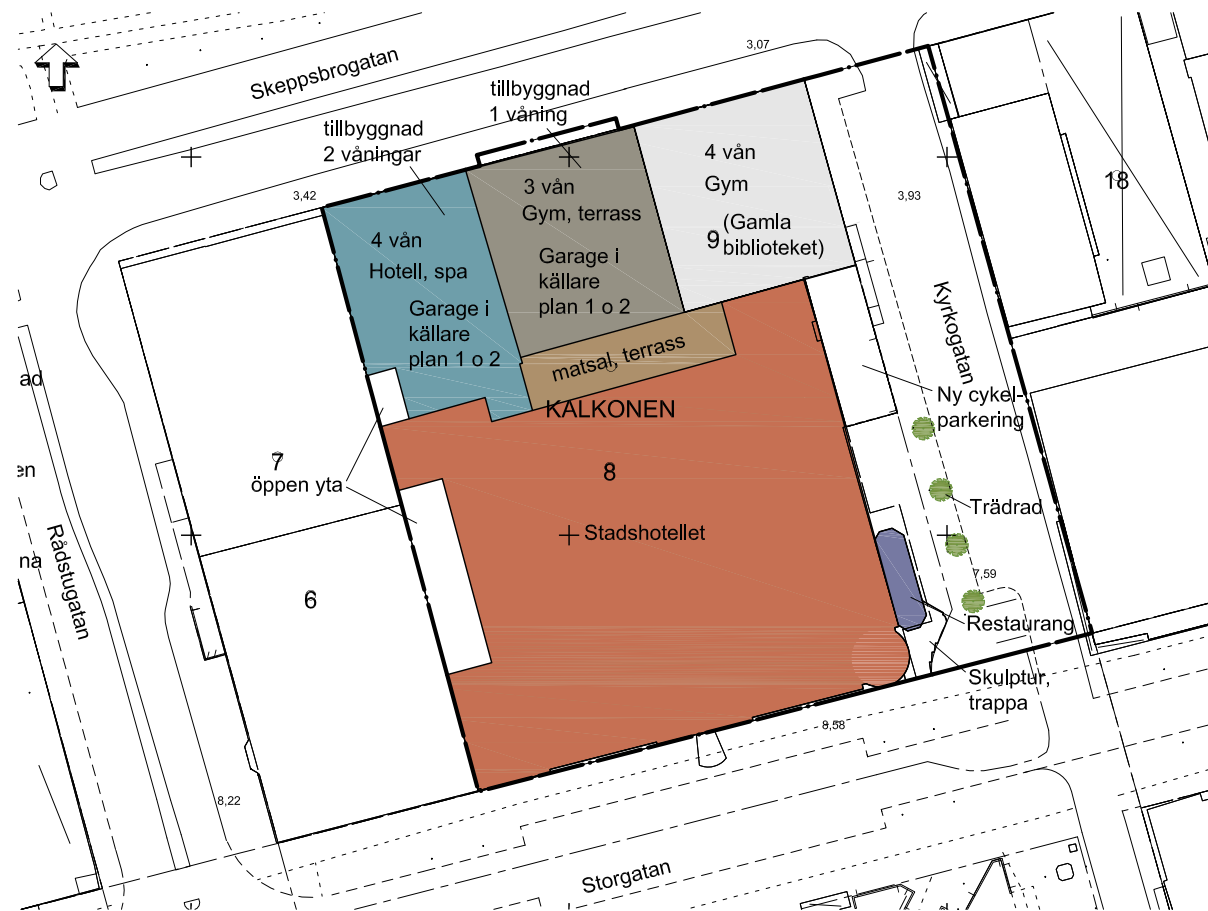 Skeppsbrogatan
3,07
tillbyggnad
1 våning
tillbyggnad
2 våningar
3,42
4 vån
Hotell, spa
Garage i
källare
plan 1 o 2
3 vån
Gym, terrass
Garage i
källare
plan 1 o 2
4 vån
Gym
9
(Gamla
biblioteket)
3,93
18
Kyrkogatan
matsal, terrass
KALKONEN
8
Stadshotellet
Ny cykel-
parkering
Trädrad
7,59
Restaurang
Skulptur,
trappa
7
öppen yta
6
ad
en
na
Rådstugatan
8,22
8,58
Storgatan